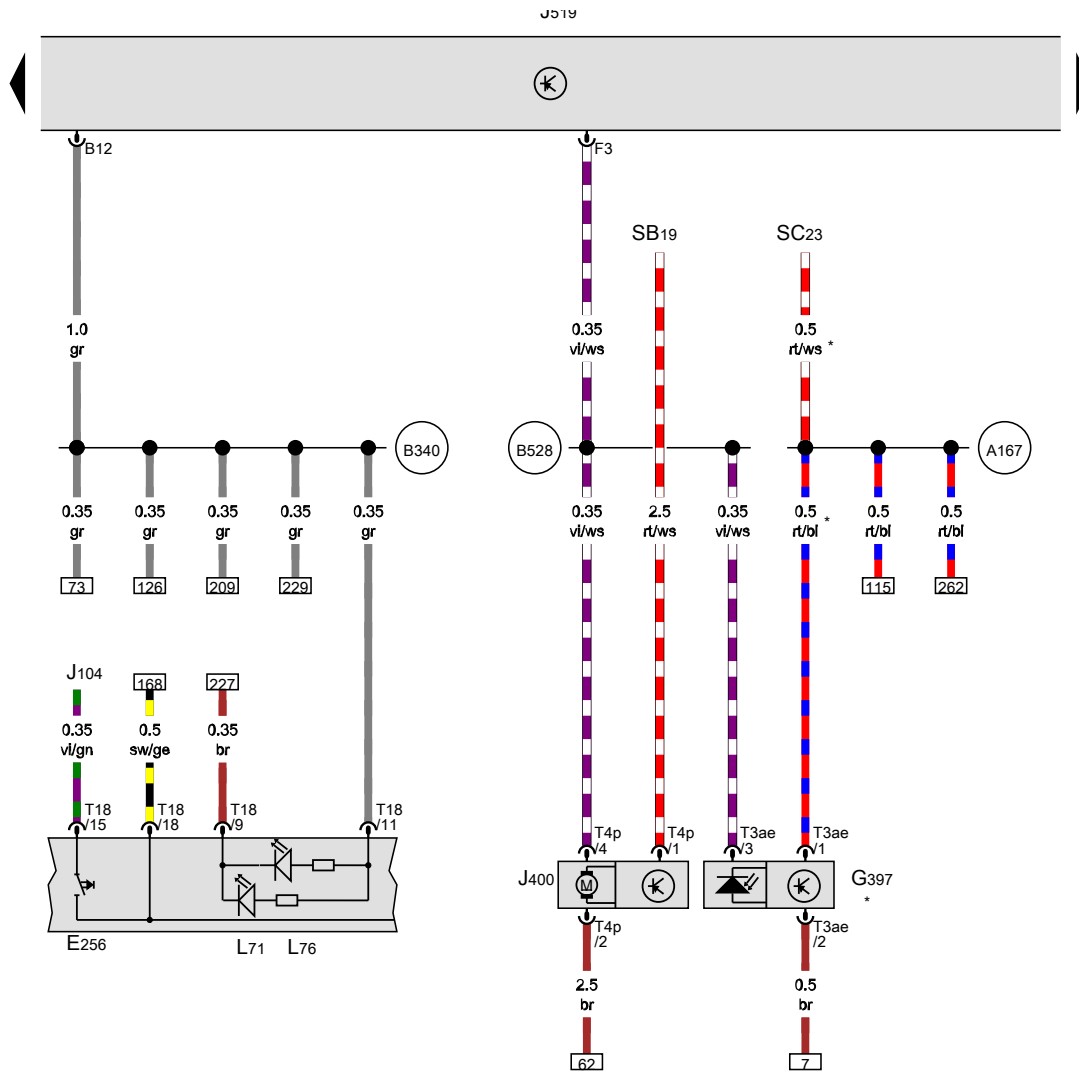 J519
B12
F3
SB19
SC23
1.0
gr
0.35
vi/ws
0.5
rt/ws *
B340
B528
A167
0.35
gr
0.35
gr
0.35
gr
0.35
gr
0.35
gr
0.35
vi/ws
2.5
rt/ws
0.35
vi/ws
0.5
rt/bl *
0.5
rt/bl
0.5
rt/bl
73
126
209
229
115
262
J104
168
227
0.35
vi/gn
0.5
sw/ge
0.35
br
T18
/15
T18
/18
T18
/9
T18
/11
T4p
/4
T4p
/1
T3ae
/3
T3ae
/1
J400
M
G397
*
E256
L71
L76
T4p
/2
T3ae
/2
2.5
br
0.5
br
62
7